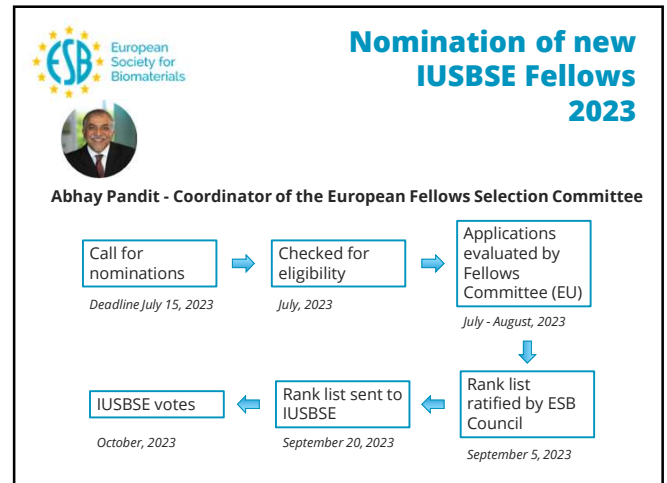 ESB
European
Society for
Biomaterials
Nomination of new
IUSBSE Fellows
2023
Abhay Pandit - Coordinator of the European Fellows Selection Committee
Call for
nominations
Deadline July 15, 2023
Checked for
eligibility
July, 2023
Applications
evaluated by
Fellows
Committee (EU)
July - August, 2023
Rank list
ratified by ESB
Council
September 5, 2023
Rank list sent to
IUSBSE
September 20, 2023
IUSBSE votes
October, 2023